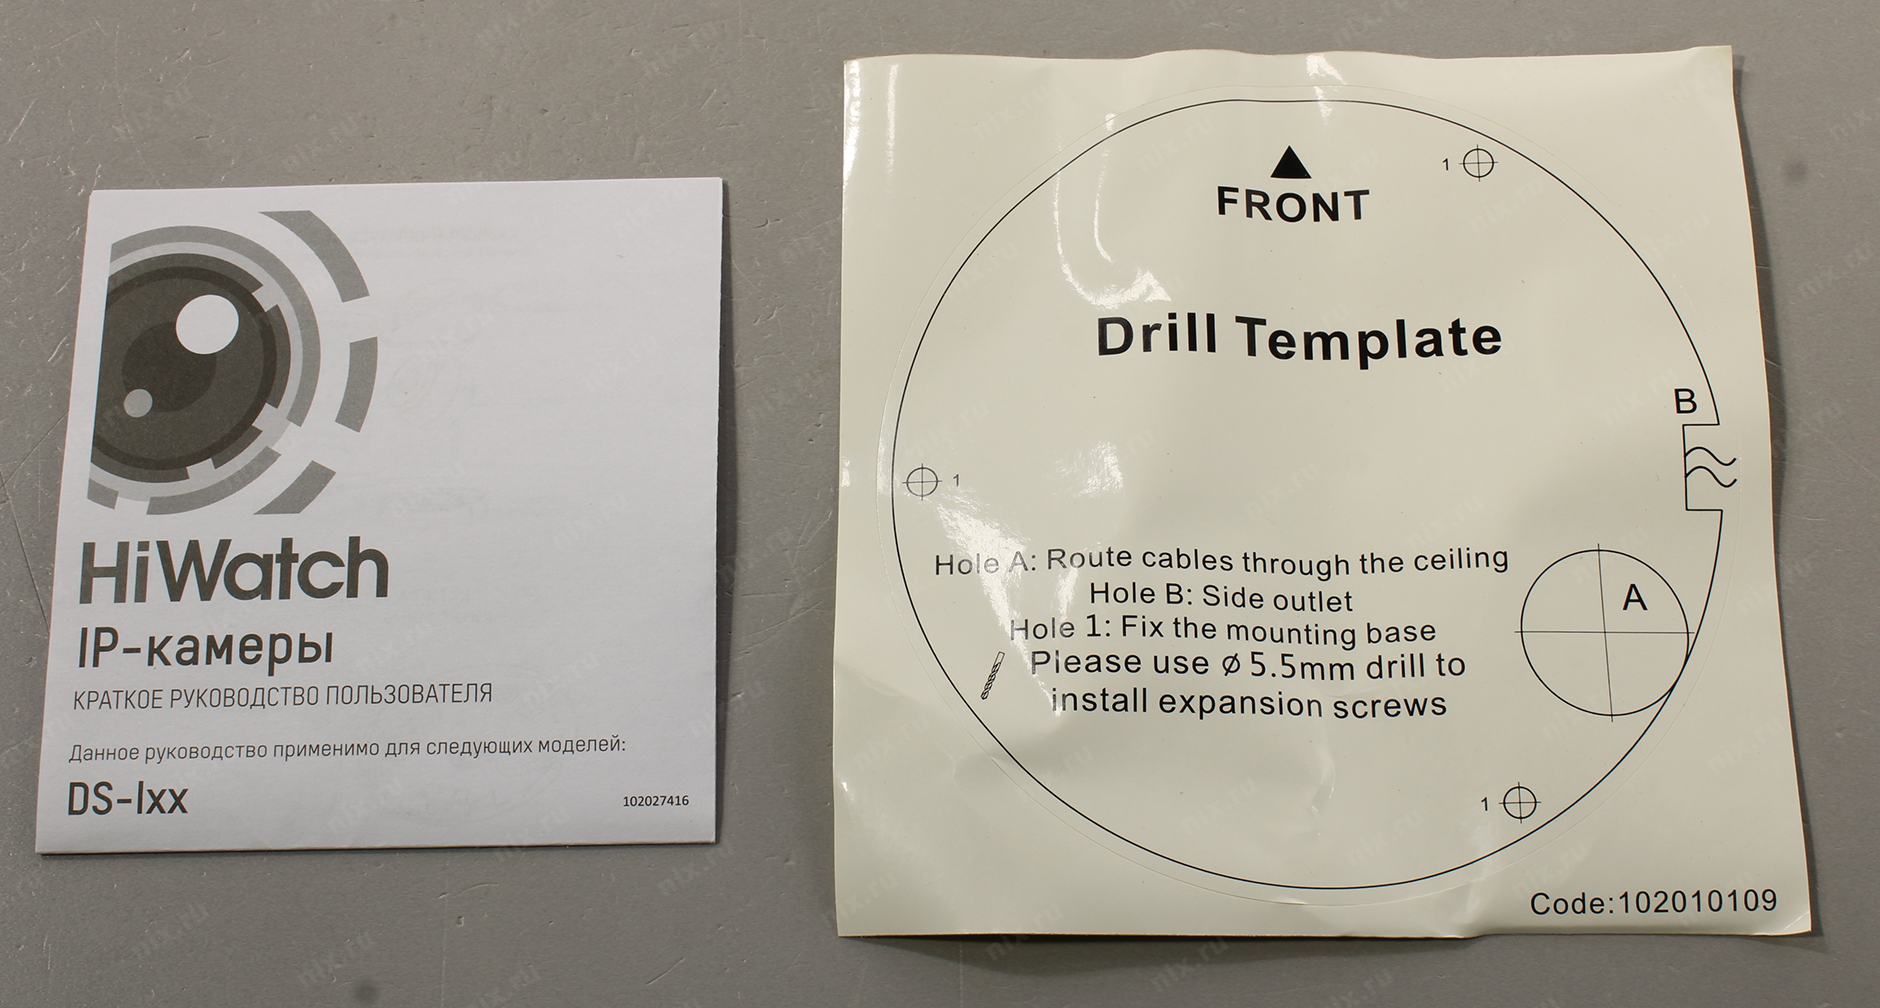 HiWatch
IP-камеры
КРАТКОЕ РУКОВОДСТВО ПОЛЬЗОВАТЕЛЯ
Данное руководство применимо для следующих моделей:
DS-Ixx
102027416
FRONT
1
Drill Template
B
1
Hole A: Route cables through the ceiling
Hole B: Side outlet
Hole 1: Fix the mounting base
Please use ø 5.5mm drill to
install expansion screws
A
1
Code:102010109
nix.ru